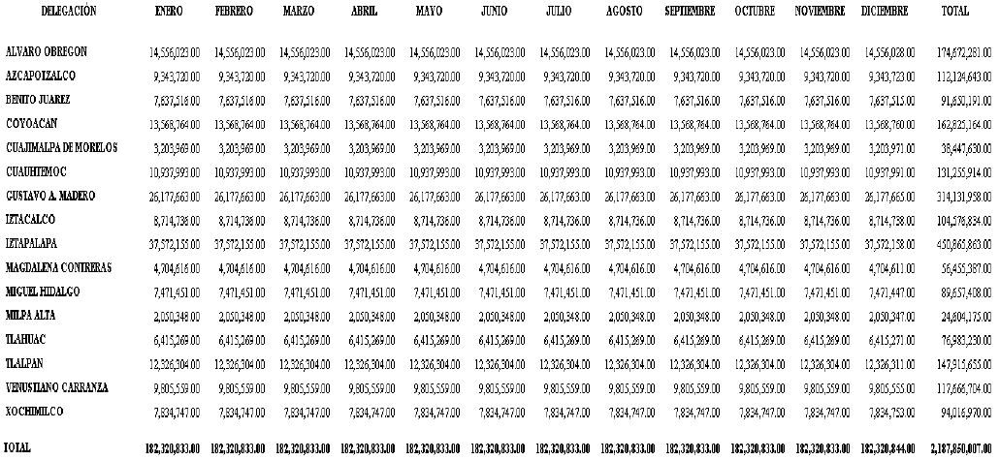 DELEGACIÓN ENERO FEBRERO MARZO ABRIL MAYO JUNIO JULIO AGOSTO SEPTIEMBRE OCTUBRE NOVIEMBRE DICIEMBRE TOTAL
ALVARO OBREGON 14,556,023.00 14,556,023.00 14,556,023.00 14,556,023.00 14,556,023.00 14,556,023.00 14,556,023.00 14,556,023.00 14,556,023.00 14,556,023.00 14,556,023.00 14,556,028.00 174,672,281.00
AZCAPOTZALCO 9,343,720.00 9,343,720.00 9,343,720.00 9,343,720.00 9,343,720.00 9,343,720.00 9,343,720.00 9,343,720.00 9,343,720.00 9,343,720.00 9,343,720.00 9,343,723.00 112,124,643.00
BENITO JUAREZ 7,637,516.00 7,637,516.00 7,637,516.00 7,637,516.00 7,637,516.00 7,637,516.00 7,637,516.00 7,637,516.00 7,637,516.00 7,637,516.00 7,637,516.00 7,637,515.00 91,650,191.00
COYOACAN 13,568,764.00 13,568,764.00 13,568,764.00 13,568,764.00 13,568,764.00 13,568,764.00 13,568,764.00 13,568,764.00 13,568,764.00 13,568,764.00 13,568,764.00 13,568,760.00 162,825,164.00
CUAJIMALPA DE MORELOS 3,203,969.00 3,203,969.00 3,203,969.00 3,203,969.00 3,203,969.00 3,203,969.00 3,203,969.00 3,203,969.00 3,203,969.00 3,203,969.00 3,203,969.00 3,203,971.00 38,447,630.00
CUAUHTEMOC 10,937,993.00 10,937,993.00 10,937,993.00 10,937,993.00 10,937,993.00 10,937,993.00 10,937,993.00 10,937,993.00 10,937,993.00 10,937,993.00 10,937,993.00 10,937,991.00 131,255,914.00
GUSTAVO A. MADERO 26,177,663.00 26,177,663.00 26,177,663.00 26,177,663.00 26,177,663.00 26,177,663.00 26,177,663.00 26,177,663.00 26,177,663.00 26,177,663.00 26,177,663.00 26,177,665.00 314,131,958.00
IZTACALCO 8,714,736.00 8,714,736.00 8,714,736.00 8,714,736.00 8,714,736.00 8,714,736.00 8,714,736.00 8,714,736.00 8,714,736.00 8,714,736.00 8,714,736.00 8,714,738.00 104,576,834.00
IZTAPALAPA 37,572,155.00 37,572,155.00 37,572,155.00 37,572,155.00 37,572,155.00 37,572,155.00 37,572,155.00 37,572,155.00 37,572,155.00 37,572,155.00 37,572,155.00 37,572,158.00 450,865,863.00
MAGDALENA CONTRERAS 4,704,616.00 4,704,616.00 4,704,616.00 4,704,616.00 4,704,616.00 4,704,616.00 4,704,616.00 4,704,616.00 4,704,616.00 4,704,616.00 4,704,616.00 4,704,611.00 56,455,387.00
MIGUEL HIDALGO 7,471,451.00 7,471,451.00 7,471,451.00 7,471,451.00 7,471,451.00 7,471,451.00 7,471,451.00 7,471,451.00 7,471,451.00 7,471,451.00 7,471,451.00 7,471,447.00 89,657,408.00
MILPA ALTA 2,050,348.00 2,050,348.00 2,050,348.00 2,050,348.00 2,050,348.00 2,050,348.00 2,050,348.00 2,050,348.00 2,050,348.00 2,050,348.00 2,050,348.00 2,050,347.00 24,604,175.00
TLAHUAC 6,415,269.00 6,415,269.00 6,415,269.00 6,415,269.00 6,415,269.00 6,415,269.00 6,415,269.00 6,415,269.00 6,415,269.00 6,415,269.00 6,415,269.00 6,415,271.00 76,983,230.00
TLALPAN 12,326,304.00 12,326,304.00 12,326,304.00 12,326,304.00 12,326,304.00 12,326,304.00 12,326,304.00 12,326,304.00 12,326,304.00 12,326,304.00 12,326,304.00 12,326,311.00 147,915,655.00
VENUSTIANO CARRANZA 9,805,559.00 9,805,559.00 9,805,559.00 9,805,559.00 9,805,559.00 9,805,559.00 9,805,559.00 9,805,559.00 9,805,559.00 9,805,559.00 9,805,559.00 9,805,555.00 117,666,704.00
XOCHIMILCO 7,834,747.00 7,834,747.00 7,834,747.00 7,834,747.00 7,834,747.00 7,834,747.00 7,834,747.00 7,834,747.00 7,834,747.00 7,834,747.00 7,834,747.00 7,834,753.00 94,016,970.00
TOTAL 182,320,833.00 182,320,833.00 182,320,833.00 182,320,833.00 182,320,833.00 182,320,833.00 182,320,833.00 182,320,833.00 182,320,833.00 182,320,833.00 182,320,833.00 182,320,844.00 2,187,850,007.00